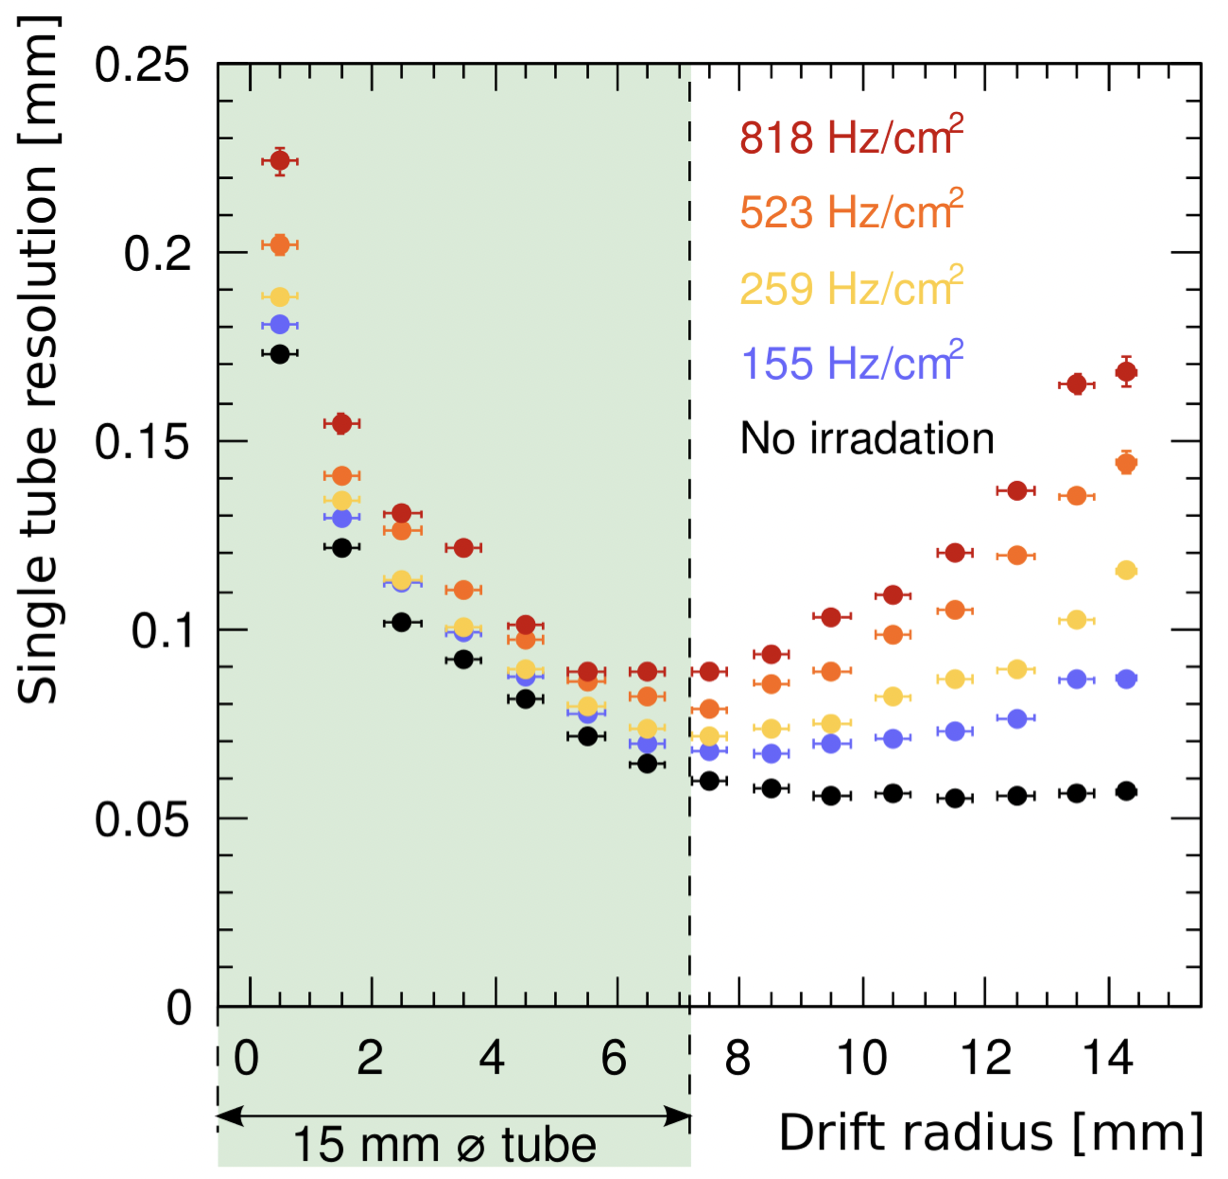 Single tube resolution [mm]
0.25
0.2
0.15
0.1
0.05
0
818 Hz/cm²
523 Hz/cm²
259 Hz/cm²
155 Hz/cm²
No irradation
0 2 4 6 8 10 12 14
15 mm ⌀ tube
Drift radius [mm]